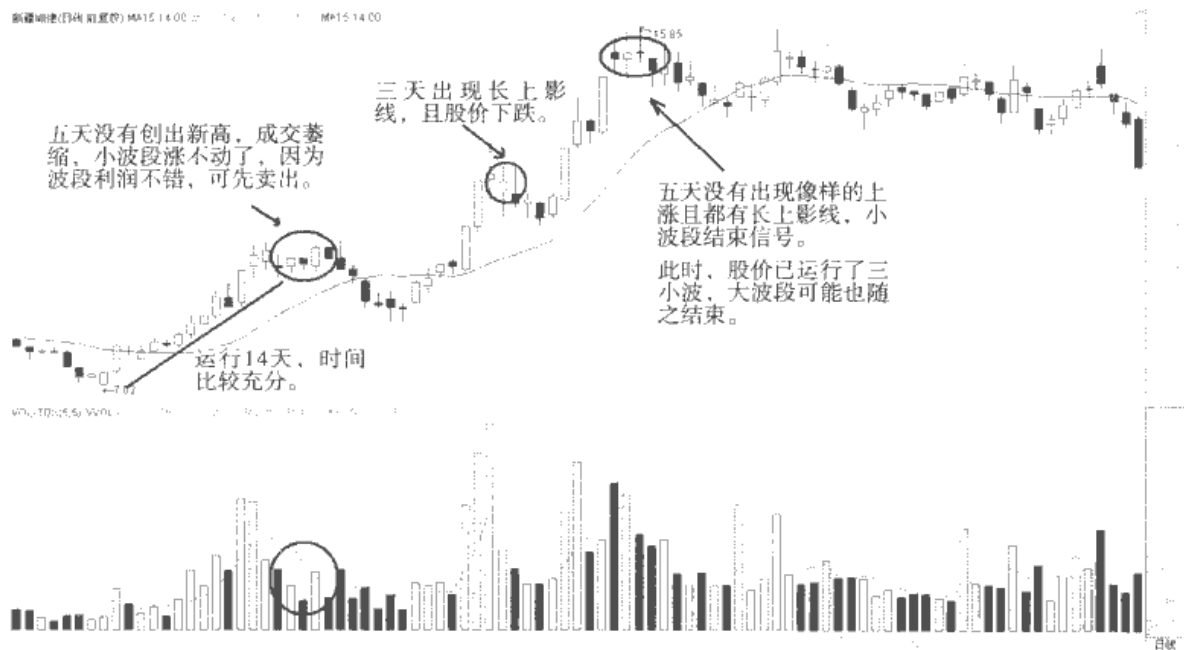 MA15 14.00
五天没有创出新高，成交萎
缩，小波段涨不动了，因为
波段利润不错，可先卖出。
三天出现长上影
线，且股价下跌。
15.85
五天没有出现像样的上
涨且都有长上影线，小
波段结束信号。
此时，股价已运行了三
小波，大波段可能也随
之结束。
运行14天，时间
比较充分。
←7.02
日线